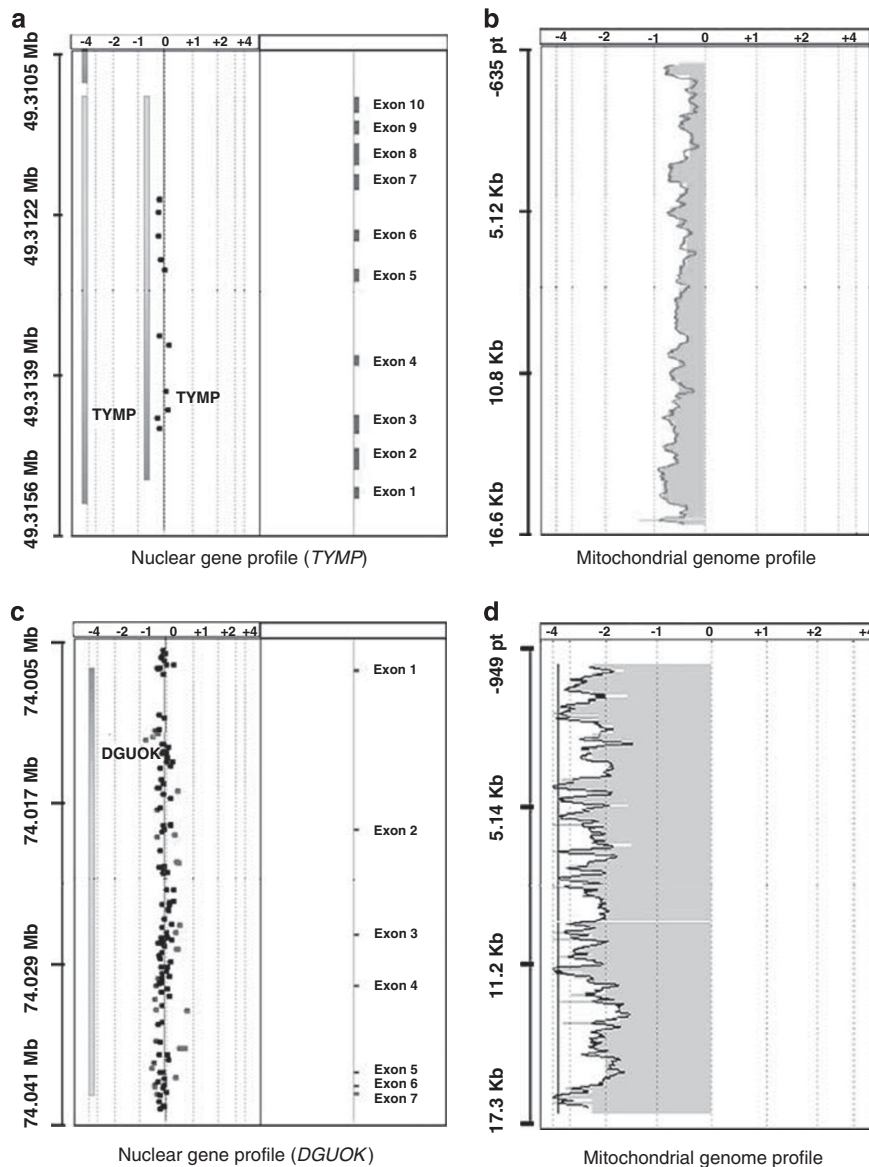 a
-4 -2 -1 0 +1 +2 +4
49.3105 Mb
49.3122 Mb
49.3139 Mb
49.3156 Mb
TYMP
TYMP
Exon 10
Exon 9
Exon 8
Exon 7
Exon 6
Exon 5
Exon 4
Exon 3
Exon 2
Exon 1
Nuclear gene profile (TYMP)
b
-4 -2 -1 0 +1 +2 +4
-635 pt
5.12 Kb
10.8 Kb
16.6 Kb
Mitochondrial genome profile
c
-4 -2 -1 0 +1 +2 +4
74.005 Mb
74.017 Mb
74.029 Mb
74.041 Mb
DGUOK
Exon 1
Exon 2
Exon 3
Exon 4
Exon 5
Exon 6
Exon 7
Nuclear gene profile (DGUOK)
d
-4 -2 -1 0 +1 +2 +4
-949 pt
5.14 Kb
11.2 Kb
17.3 Kb
Mitochondrial genome profile